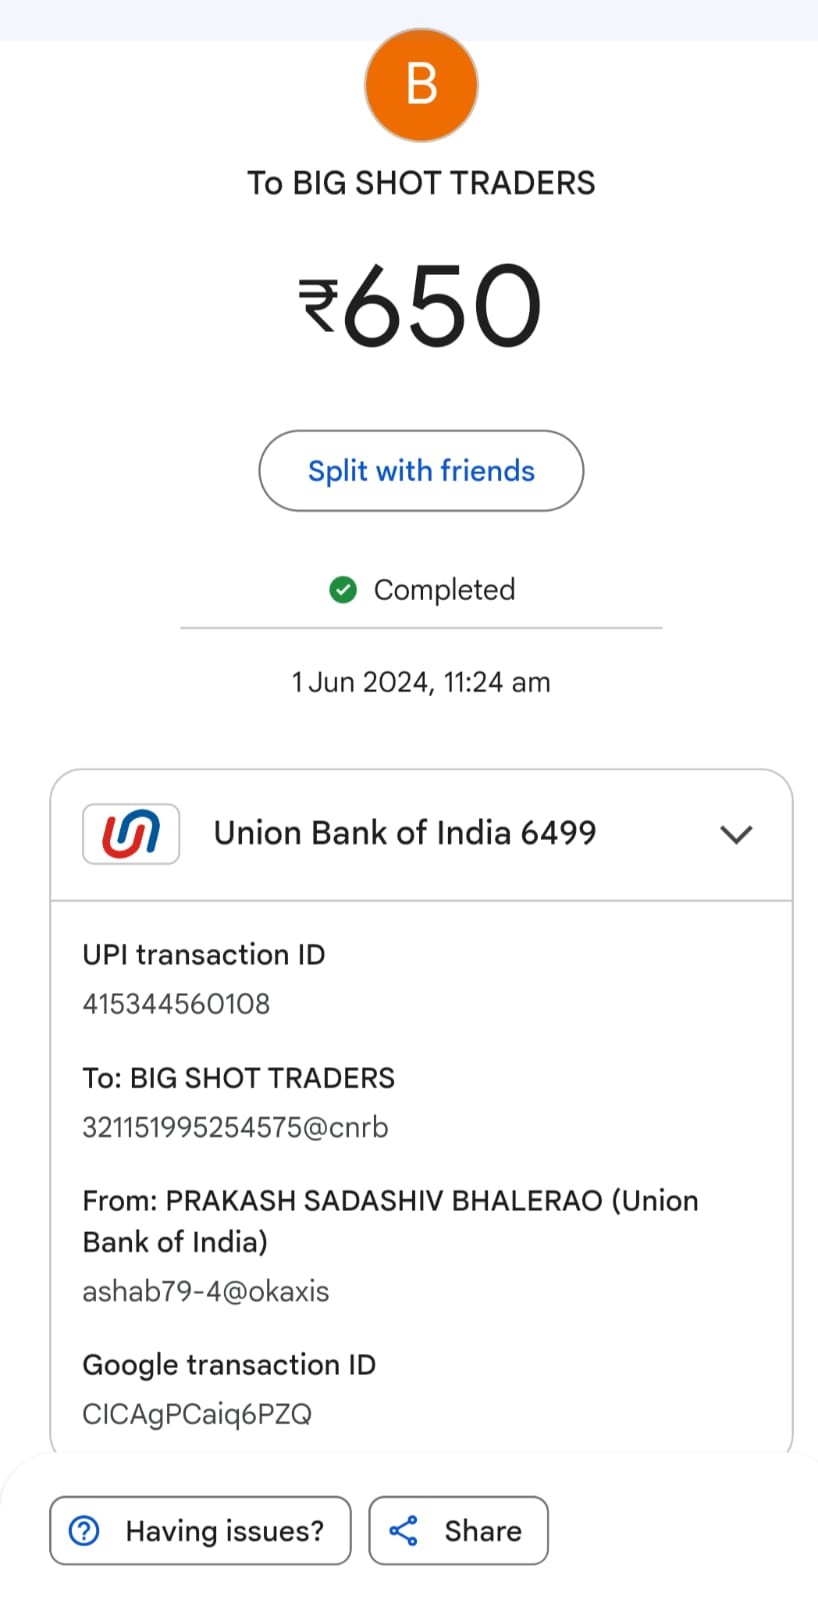 B
To BIG SHOT TRADERS
₹650
Split with friends
Completed
1 Jun 2024, 11:24 am
Union Bank of India 6499
UPI transaction ID
415344560108
To: BIG SHOT TRADERS
321151995254575@cnrb
From: PRAKASH SADASHIV BHALERAO (Union
Bank of India)
ashab79-4@okaxis
Google transaction ID
CICAgPCaiq6PZQ
Having issues?
Share